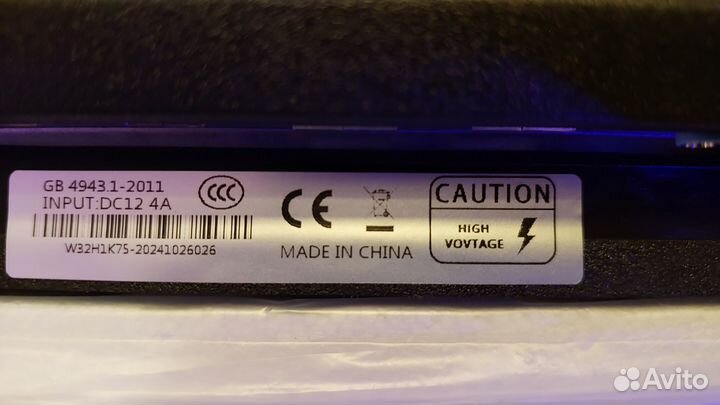 GB 4943.1-2011
INPUT:DC12 4A
CCC
CE
W32H1K75-20241026026
MADE IN CHINA
CAUTION
HIGH
VOVTAGE
Avito